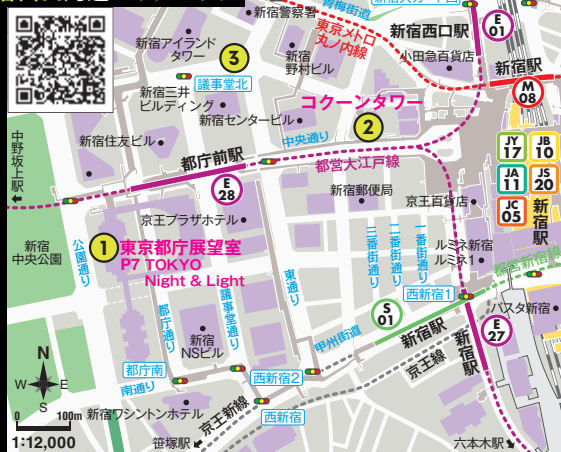 新宿警察署
青梅街道
新宿アイランド
タワー
3
新宿
野村ビル
東京メトロ
丸ノ内線
新宿西口駅
E
01
小田急百貨店
新宿駅
M
08
議事堂北
新宿三井
ビルディング
コクーンタワー
新宿センタービル
2
中央通り
新宿住友ビル
中野坂上駅
都庁前駅
都営大江戸線
E
28
JY
17
JB
10
JA
11
JS
20
JC
05
新宿駅
新宿郵便局
京王百貨店
京王プラザホテル
1
東京都庁展望室
P7 TOKYO
Night & Light
新宿
中央公園
公園通り
三番街通り
二番街通り
一番街通り
ルミネ新宿
ルミネ1
都営新宿線
東通り
議事堂通り
都庁通り
西新宿1
バスタ新宿
S
01
新宿駅
E
27
新宿駅
新宿
NSビル
甲州街道
京王線
N
W
E
S
都庁南
南通り
西新宿2
0 100m
新宿ワシントンホテル
京王新線
西新宿
1:12,000
笹塚駅
六本木駅